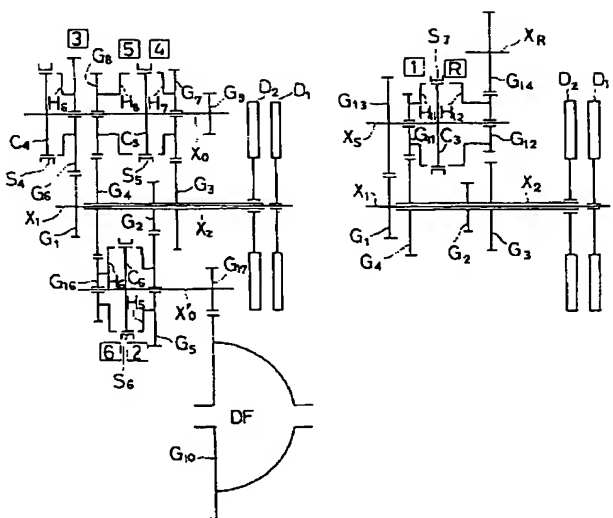 3 5 4
G8
H6 H8 H7 G7 G9 D2 D1
C4 C3 X0
S4 S5
G6
G4 G3
X1 X2
G1 G2
G16 H6 C6 G17
H5 X'0
6 2 G5
S6
DF
G10
S7 XR
1 R
G13 G14 D2 D1
H12
XS G11 C3 G12
X1 X2
G1 G2 G3
G4